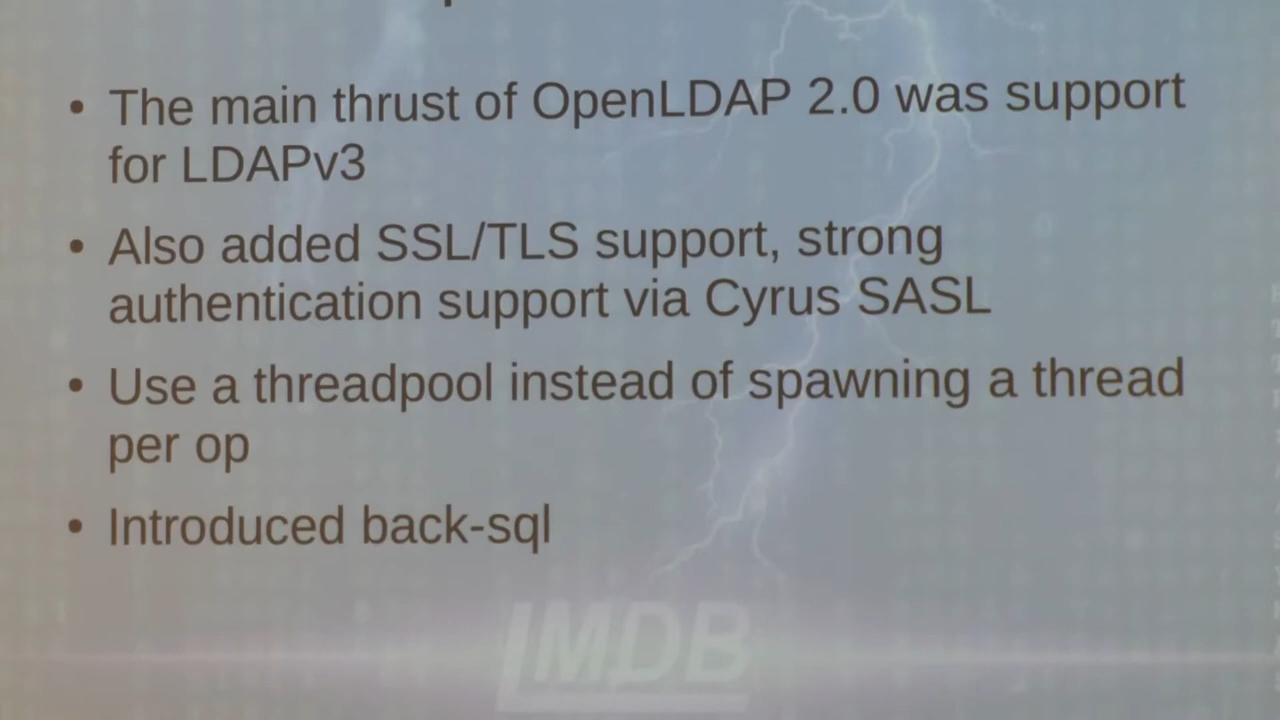 • The main thrust of OpenLDAP 2.0 was support
for LDAPv3
• Also added SSL/TLS support, strong
authentication support via Cyrus SASL
• Use a threadpool instead of spawning a thread
per op
• Introduced back-sql
LMDB